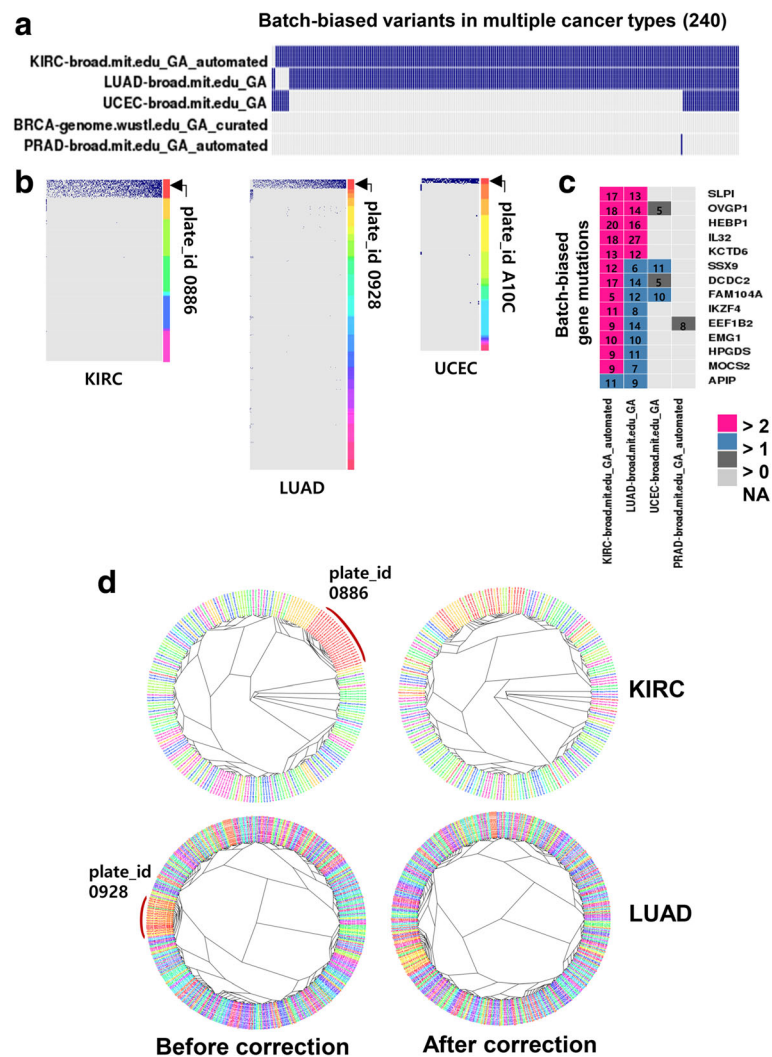 a
Batch-biased variants in multiple cancer types (240)
KIRC-broad.mit.edu_GA_automated
LUAD-broad.mit.edu_GA
UCEC-broad.mit.edu_GA
BRCA-genome.wustl.edu_GA_curated
PRAD-broad.mit.edu_GA_automated
b
plate_id 0886
KIRC
plate_id 0928
LUAD
plate_id A10C
UCEC
c
Batch-biased
gene mutations
17 13 SLPI
18 14 5 OVGP1
20 16 HEBP1
18 27 IL32
13 12 KCTD6
12 6 11 SSX9
17 14 5 DCDC2
5 12 10 FAM104A
11 8 IKZF4
9 14 8 EEF1B2
10 10 EMG1
9 11 HPGDS
9 7 MOCS2
11 9 APIP
KIRC-broad.mit.edu_GA_automated
LUAD-broad.mit.edu_GA
UCEC-broad.mit.edu_GA
PRAD-broad.mit.edu_GA_automated
> 2
> 1
> 0
NA
d
plate_id
0886
KIRC
plate_id
0928
LUAD
Before correction
After correction